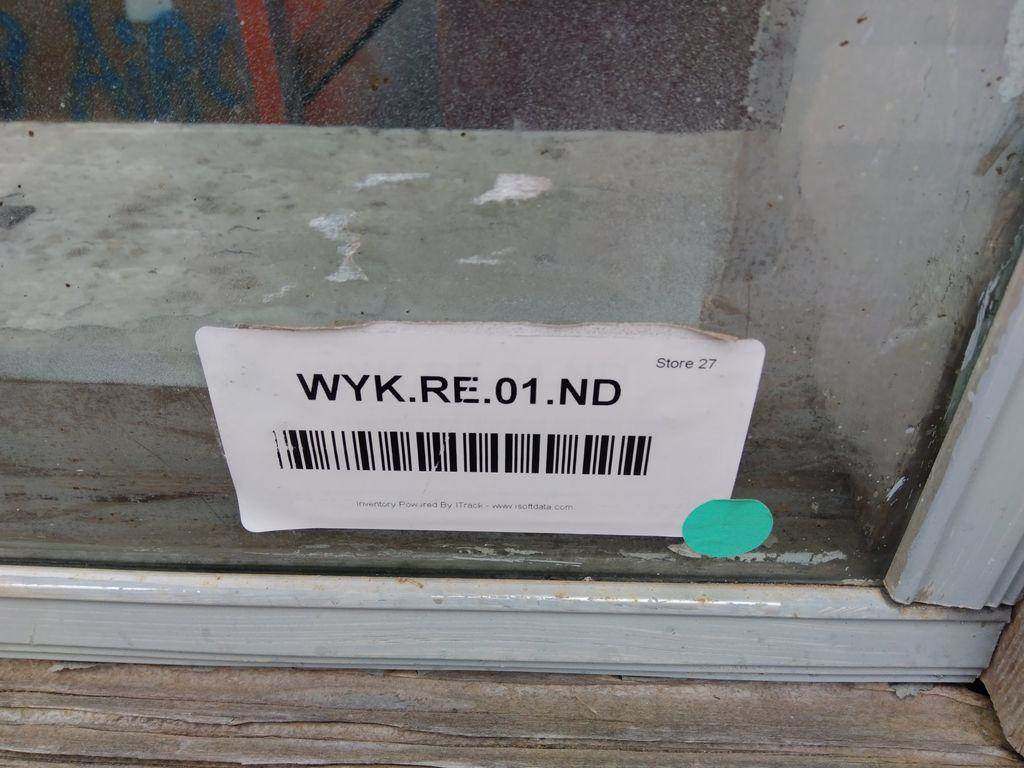 Store 27
WYK.RE.01.ND
Inventory Powered By ITrack - www.isoftdata.com